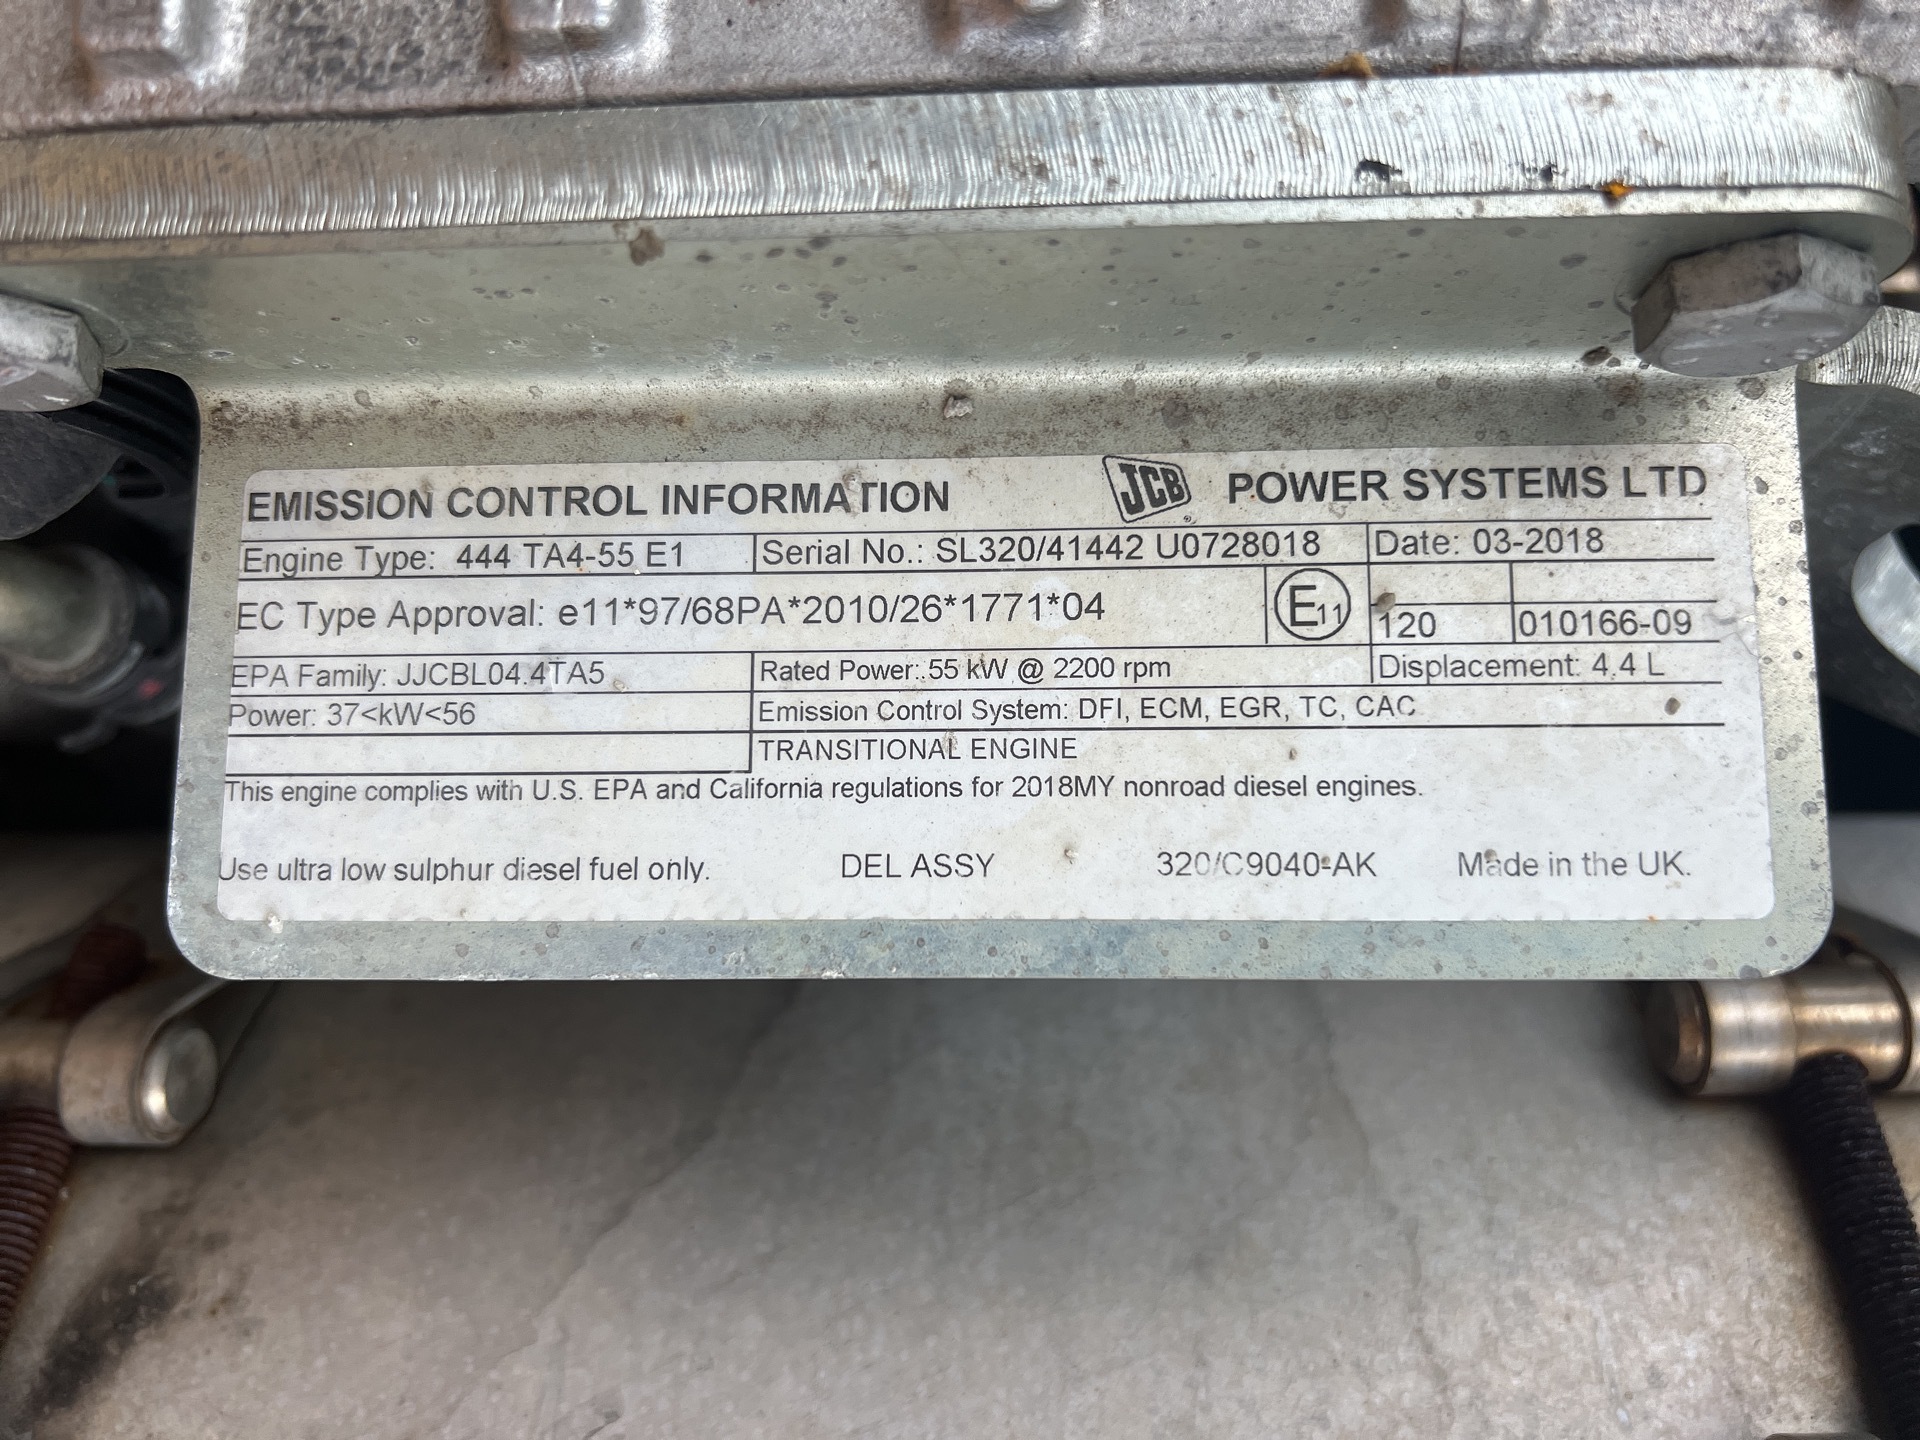 EMISSION CONTROL INFORMATION JCB POWER SYSTEMS LTD
Engine Type: 444 TA4-55 E1 Serial No.: SL320/41442 U0728018 Date: 03-2018
EC Type Approval: e11*97/68PA*2010/26*1771*04 E11 120 010166-09
EPA Family: JJCBL04.4TA5 Rated Power: 55 kW @ 2200 rpm Displacement: 4.4 L
Power: 37<kW<56 Emission Control System: DFI, ECM, EGR, TC, CAC
TRANSITIONAL ENGINE
This engine complies with U.S. EPA and California regulations for 2018MY nonroad diesel engines.
Use ultra low sulphur diesel fuel only. DEL ASSY 320/C9040-AK Made in the UK.